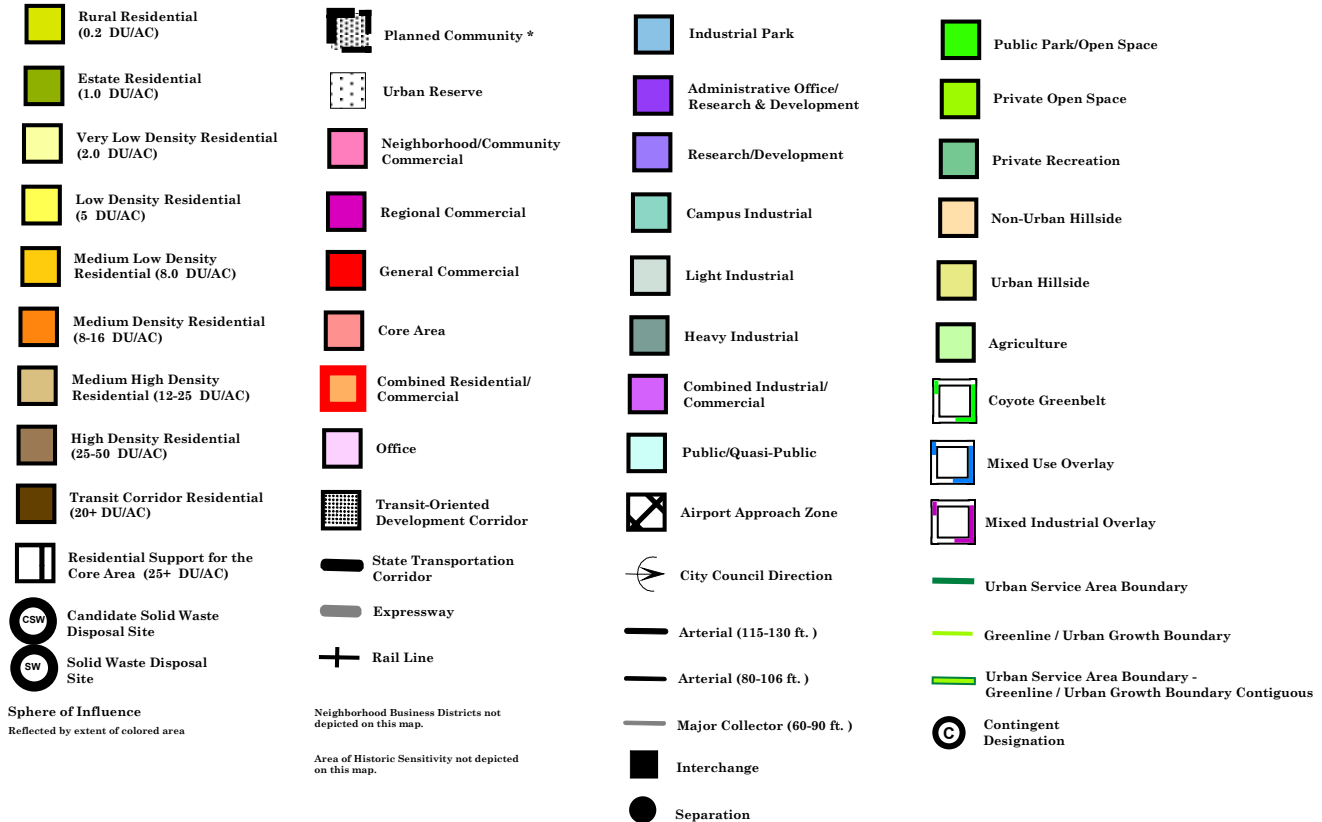 Rural Residential
(0.2 DU/AC)
Estate Residential
(1.0 DU/AC)
Very Low Density Residential
(2.0 DU/AC)
Low Density Residential
(5 DU/AC)
Medium Low Density
Residential (8.0 DU/AC)
Medium Density Residential
(8-16 DU/AC)
Medium High Density
Residential (12-25 DU/AC)
High Density Residential
(25-50 DU/AC)
Transit Corridor Residential
(20+ DU/AC)
Residential Support for the
Core Area (25+ DU/AC)
CSW
Candidate Solid Waste
Disposal Site
SW
Solid Waste Disposal
Site
Sphere of Influence
Reflected by extent of colored area
Planned Community *
Urban Reserve
Neighborhood/Community
Commercial
Regional Commercial
General Commercial
Core Area
Combined Residential/
Commercial
Office
Transit-Oriented
Development Corridor
State Transportation
Corridor
Expressway
Rail Line
Neighborhood Business Districts not
depicted on this map.
Area of Historic Sensitivity not depicted
on this map.
Industrial Park
Administrative Office/
Research & Development
Research/Development
Campus Industrial
Light Industrial
Heavy Industrial
Combined Industrial/
Commercial
Public/Quasi-Public
Airport Approach Zone
City Council Direction
Arterial (115-130 ft. )
Arterial (80-106 ft. )
Major Collector (60-90 ft. )
Interchange
Separation
Public Park/Open Space
Private Open Space
Private Recreation
Non-Urban Hillside
Urban Hillside
Agriculture
Coyote Greenbelt
Mixed Use Overlay
Mixed Industrial Overlay
Urban Service Area Boundary
Greenline / Urban Growth Boundary
Urban Service Area Boundary -
Greenline / Urban Growth Boundary Contiguous
C
Contingent
Designation